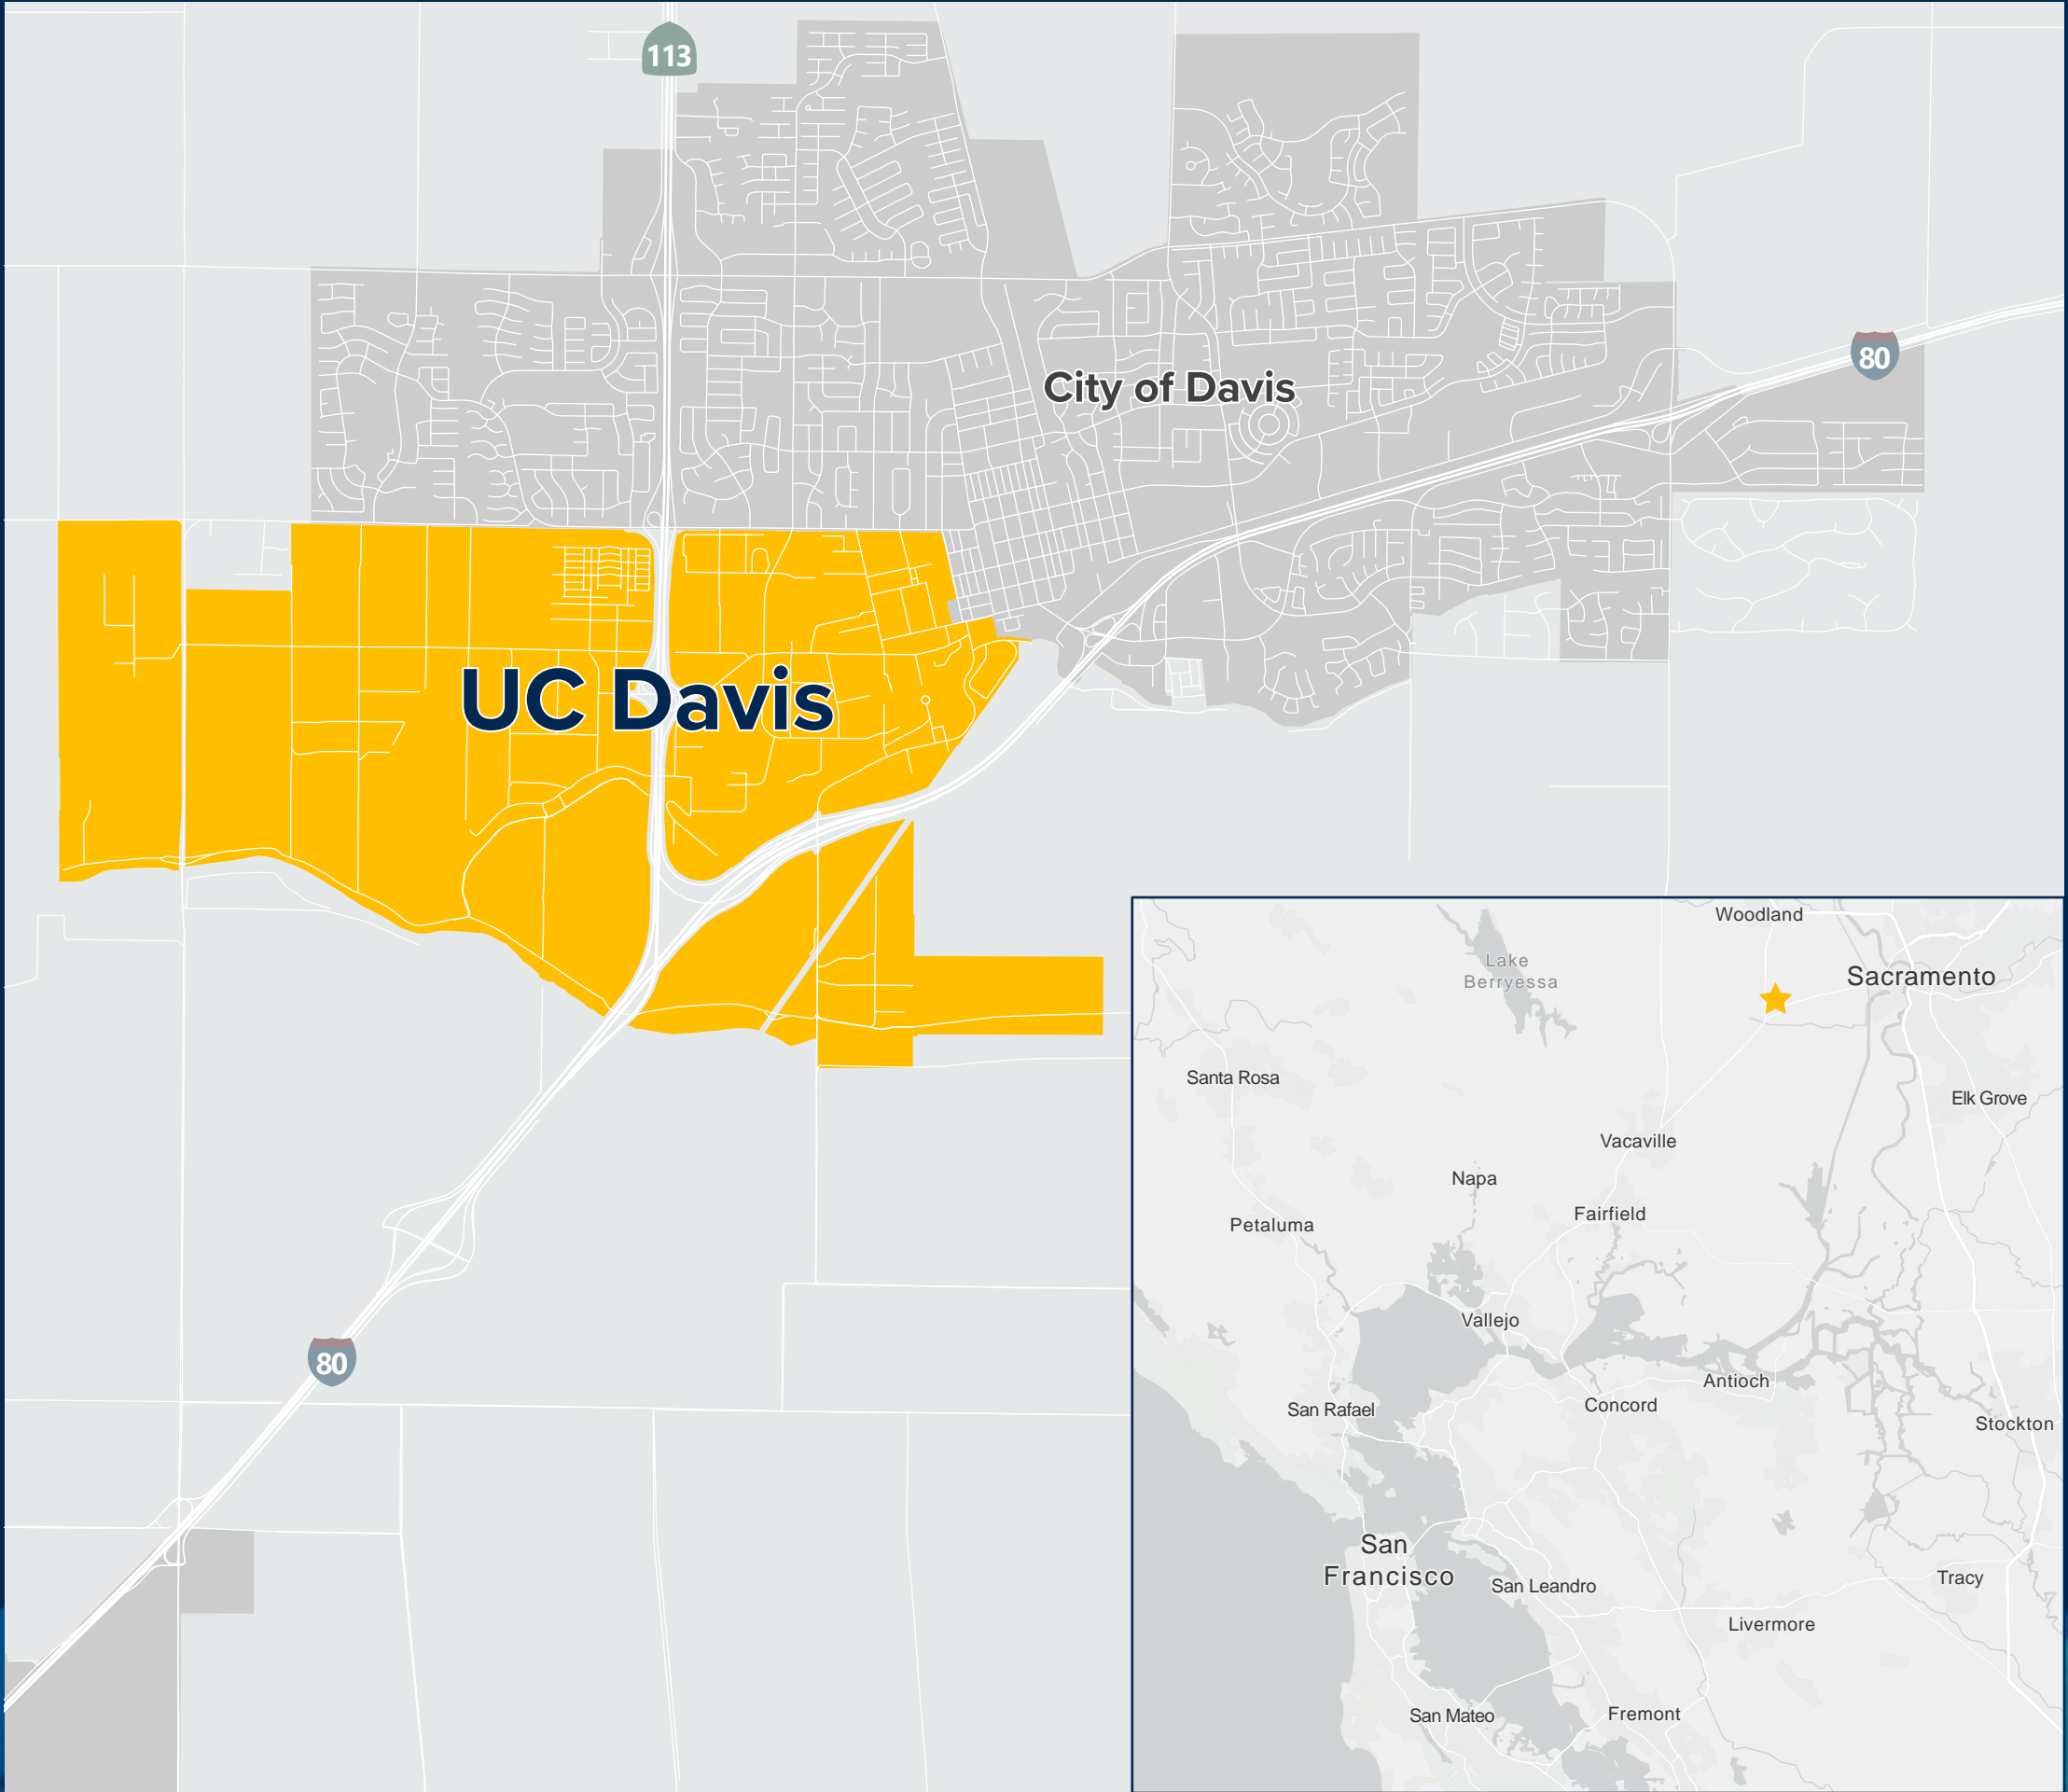 113
80
City of Davis
UC Davis
80
Woodland
Lake
Berryessa
Sacramento
Santa Rosa
Elk Grove
Vacaville
Napa
Fairfield
Petaluma
Vallejo
Antioch
Concord
San Rafael
Stockton
San
Francisco
San Leandro
Tracy
Livermore
San Mateo
Fremont